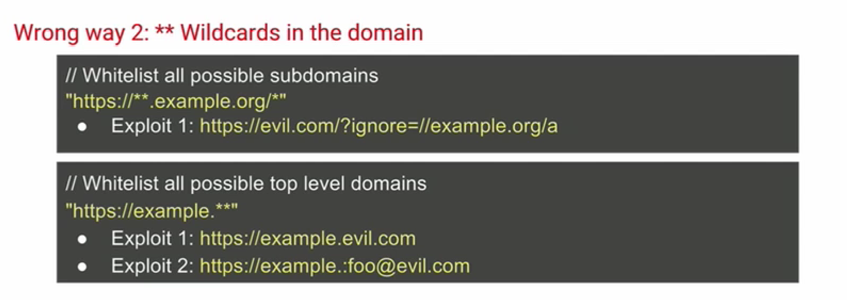 Wrong way 2: ** Wildcards in the domain
// Whitelist all possible subdomains
"https://**.example.org/*"
● Exploit 1: https://evil.com/?ignore=//example.org/a
// Whitelist all possible top level domains
"https://example.**"
● Exploit 1: https://example.evil.com
● Exploit 2: https://example.:foo@evil.com